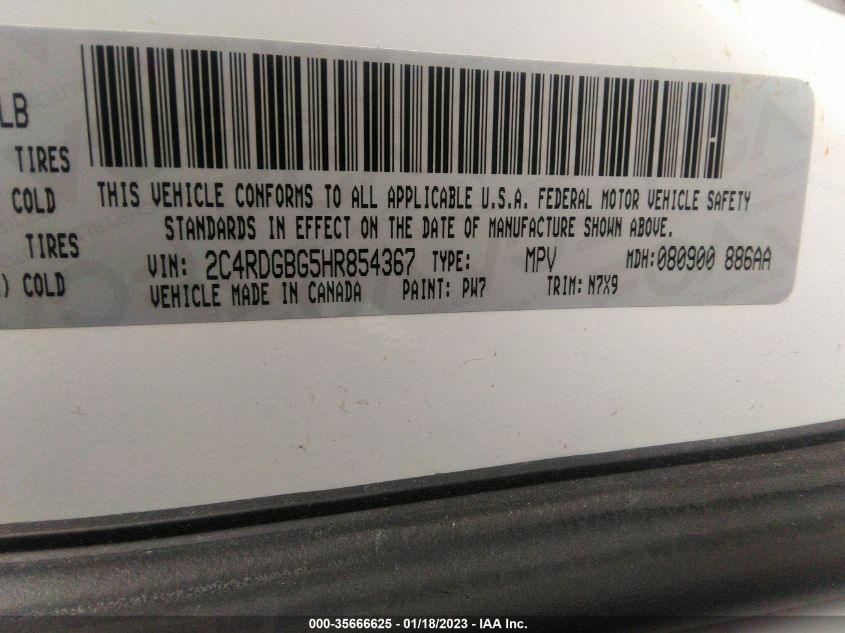 LB
TIRES
COLD
TIRES
) COLD
THIS VEHICLE CONFORMS TO ALL APPLICABLE U.S.A. FEDERAL MOTOR VEHICLE SAFETY
STANDARDS IN EFFECT ON THE DATE OF MANUFACTURE SHOWN ABOVE.
VIN: 2C4RDGBG5HR854367 TYPE: MPV MDH:080900 886AA
VEHICLE MADE IN CANADA PAINT: PW7 TRIM: N7X9
000-35666625 - 01/18/2023 - IAA Inc.